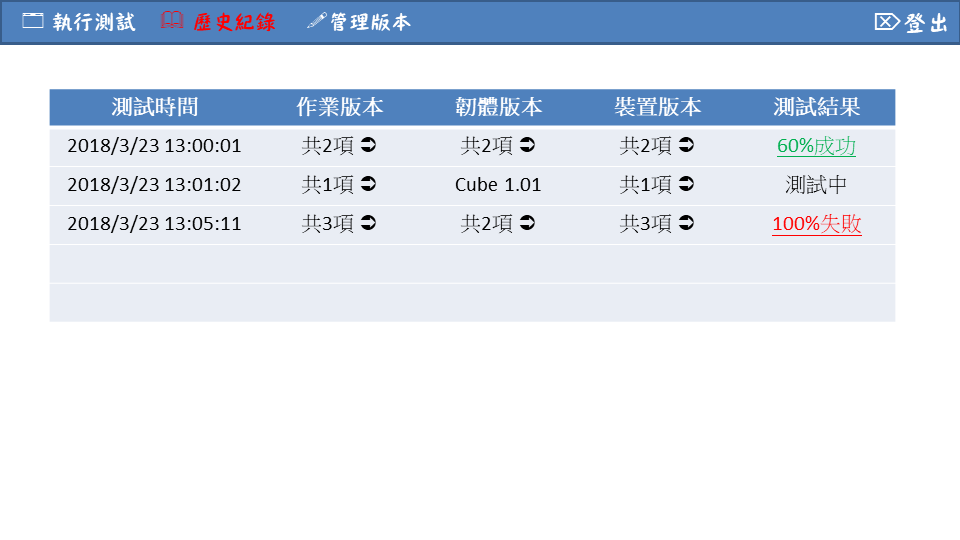 執行測試 歷史紀錄 管理版本 登出
測試時間 作業版本 韌體版本 裝置版本 測試結果
2018/3/23 13:00:01 共2項 共2項 共2項 60%成功
2018/3/23 13:01:02 共1項 Cube 1.01 共1項 測試中
2018/3/23 13:05:11 共3項 共2項 共3項 100%失敗